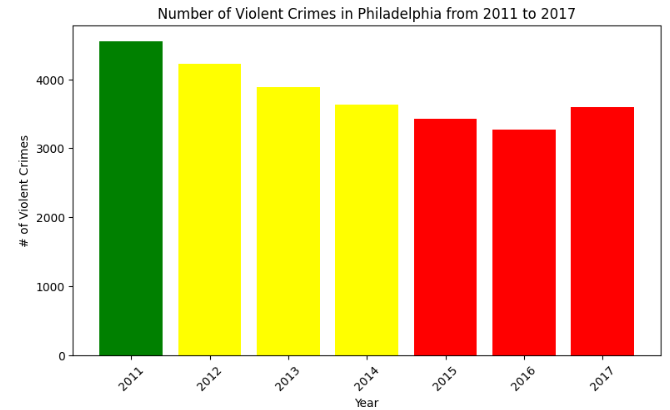 Number of Violent Crimes in Philadelphia from 2011 to 2017
# of Violent Crimes
4000
3000
2000
1000
0
2011 2012 2013 2014 2015 2016 2017
Year